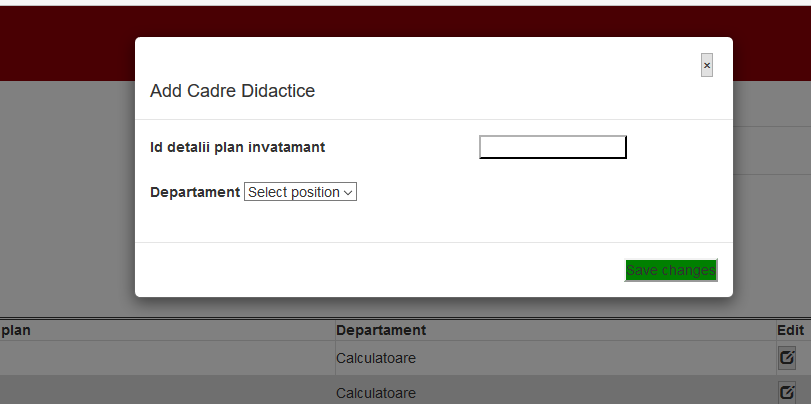 ×
Add Cadre Didactice
Id detalii plan invatamant
Departament Select position
Save changes
plan Departament Edit
Calculatoare
Calculatoare